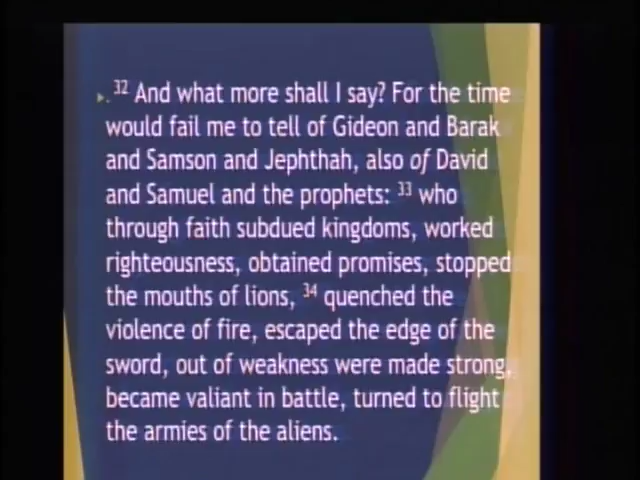 32 And what more shall I say? For the time
would fail me to tell of Gideon and Barak
and Samson and Jephthah, also of David
and Samuel and the prophets: 33 who
through faith subdued kingdoms, worked
righteousness, obtained promises, stopped
the mouths of lions, 34 quenched the
violence of fire, escaped the edge of the
sword, out of weakness were made strong,
became valiant in battle, turned to flight
the armies of the aliens.